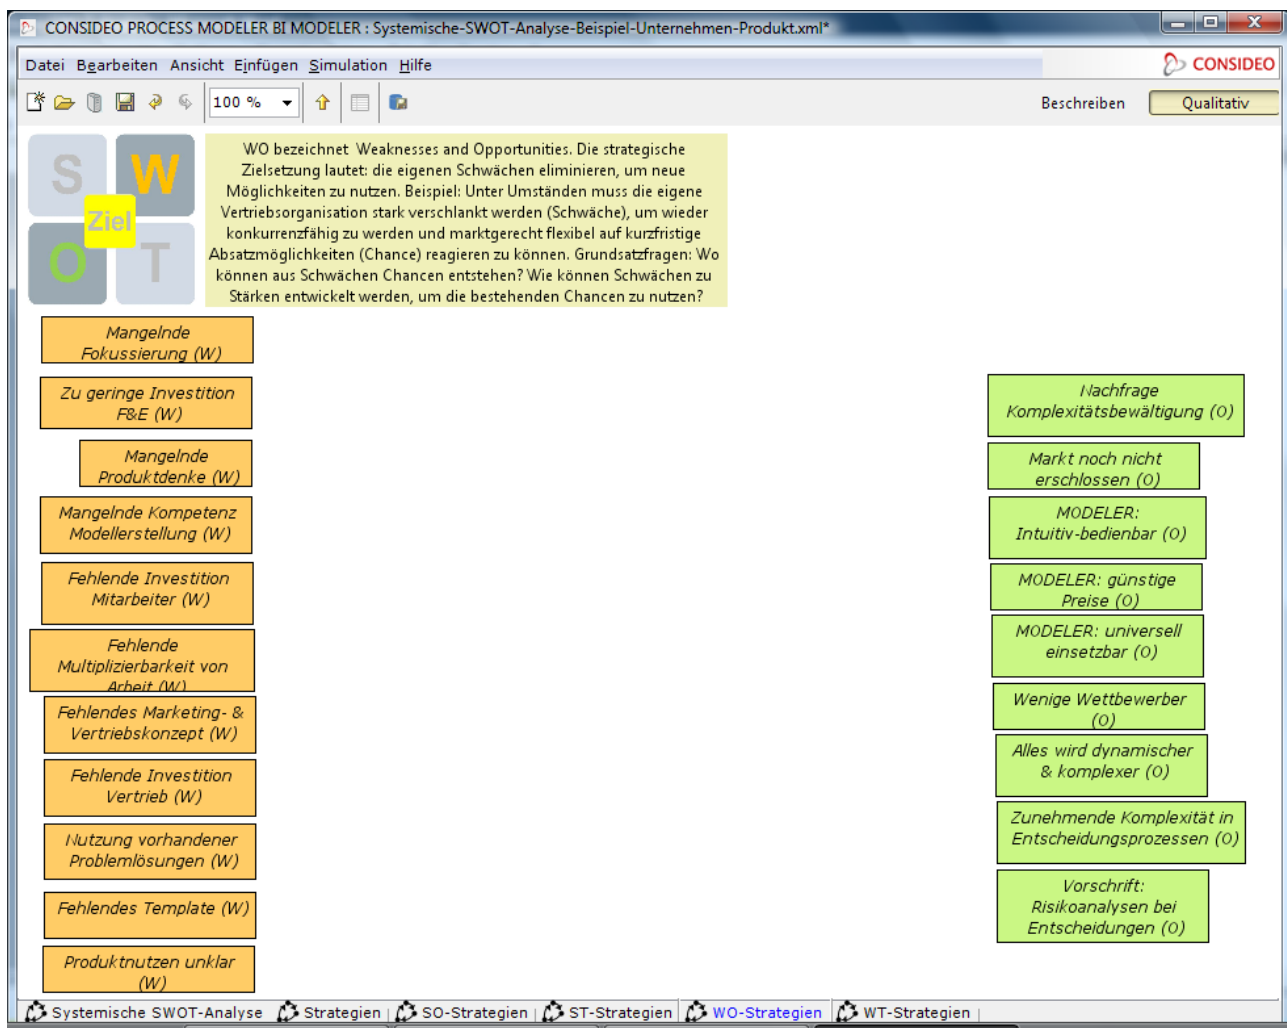 CONSIDEO PROCESS MODELER BI MODELER : Systemische-SWOT-Analyse-Beispiel-Unternehmen-Produkt.xml*
Datei Bearbeiten Ansicht Einfügen Simulation Hilfe
CONSIDEO
100 %
Beschreiben
Qualitativ
S W
Ziel
O T
WO bezeichnet Weaknesses and Opportunities. Die strategische
Zielsetzung lautet: die eigenen Schwächen eliminieren, um neue
Möglichkeiten zu nutzen. Beispiel: Unter Umständen muss die eigene
Vertriebsorganisation stark verschlankt werden (Schwäche), um wieder
konkurrenzfähig zu werden und marktgerecht flexibel auf kurzfristige
Absatzmöglichkeiten (Chance) reagieren zu können. Grundsatzfragen: Wo
können aus Schwächen Chancen entstehen? Wie können Schwächen zu
Stärken entwickelt werden, um die bestehenden Chancen zu nutzen?
Mangelnde
Fokussierung (W)
Zu geringe Investition
F&E (W)
Mangelnde
Produktdenke (W)
Mangelnde Kompetenz
Modellerstellung (W)
Fehlende Investition
Mitarbeiter (W)
Fehlende
Multiplizierbarkeit von
Arbeit (W)
Fehlendes Marketing- &
Vertriebskonzept (W)
Fehlende Investition
Vertrieb (W)
Nutzung vorhandener
Problemlösungen (W)
Fehlendes Template (W)
Produktnutzen unklar
(W)
Nachfrage
Komplexitätsbewältigung (O)
Markt noch nicht
erschlossen (O)
MODELER:
Intuitiv-bedienbar (O)
MODELER: günstige
Preise (O)
MODELER: universell
einsetzbar (O)
Wenige Wettbewerber
(O)
Alles wird dynamischer
& komplexer (O)
Zunehmende Komplexität in
Entscheidungsprozessen (O)
Vorschrift:
Risikoanalysen bei
Entscheidungen (O)
Systemische SWOT-Analyse Strategien SO-Strategien ST-Strategien WO-Strategien WT-Strategien